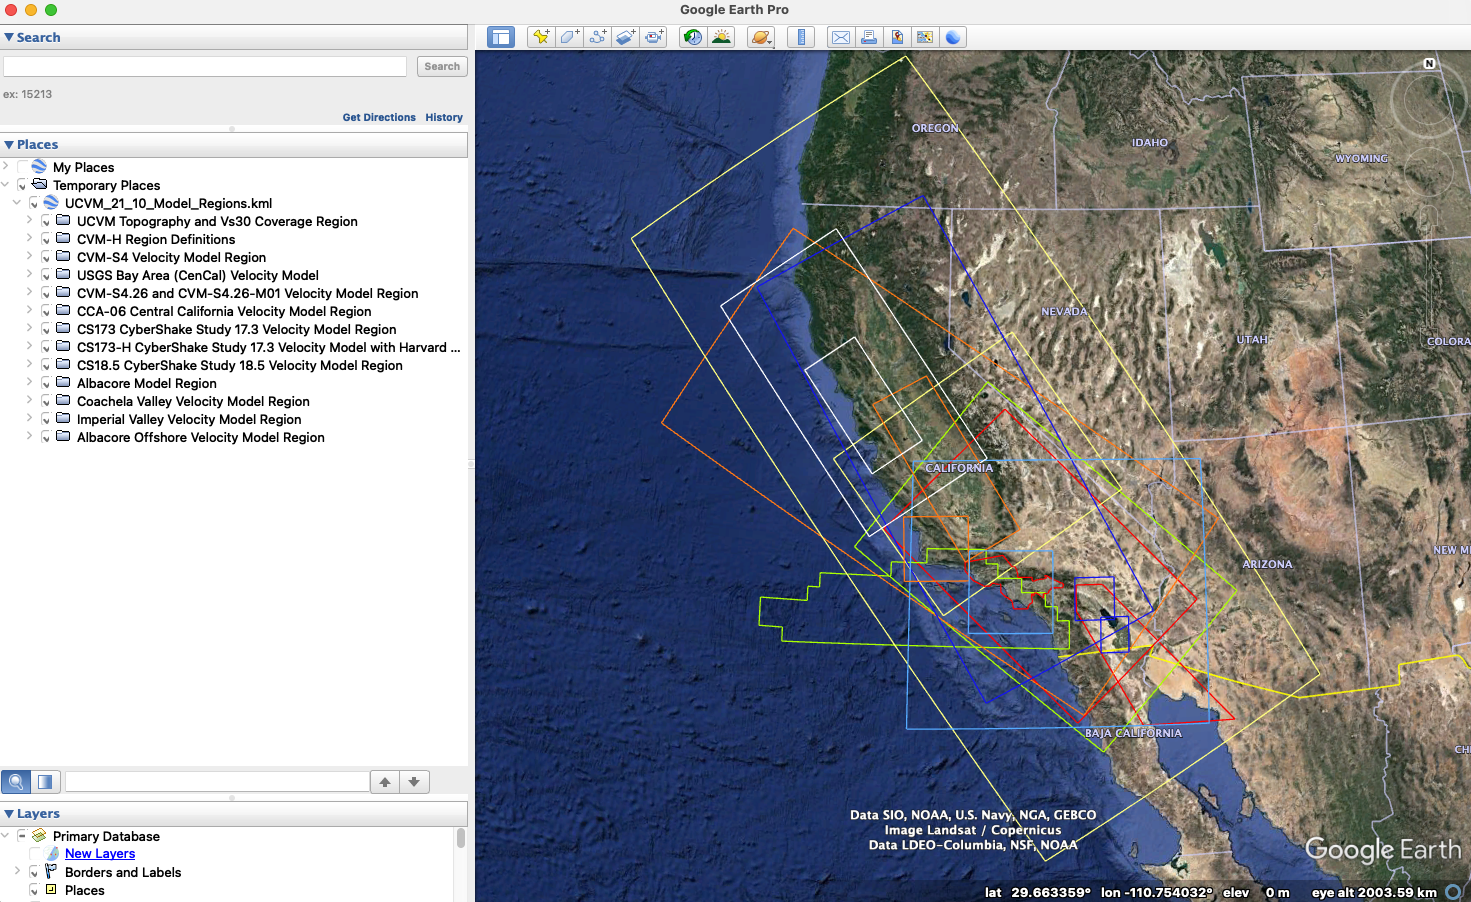 Google Earth Pro
Search
Search
ex: 15213
Get Directions History
Places
My Places
Temporary Places
UCVM_21_10_Model_Regions.kml
UCVM Topography and Vs30 Coverage Region
CVM-H Region Definitions
CVM-S4 Velocity Model Region
USGS Bay Area (CenCal) Velocity Model
CVM-S4.26 and CVM-S4.26-M01 Velocity Model Region
CCA-06 Central California Velocity Model Region
CS173 CyberShake Study 17.3 Velocity Model Region
CS173-H CyberShake Study 17.3 Velocity Model with Harvard ...
CS18.5 CyberShake Study 18.5 Velocity Model Region
Albacore Model Region
Coachela Valley Velocity Model Region
Imperial Valley Velocity Model Region
Albacore Offshore Velocity Model Region
Layers
Primary Database
New Layers
Borders and Labels
Places
N
OREGON
IDAHO
WYOMING
NEVADA
UTAH
COLORA
CALIFORNIA
NEW M
ARIZONA
BAJA CALIFORNIA
CH
Data SIO, NOAA, U.S. Navy, NGA, GEBCO
Image Landsat / Copernicus
Data LDEO-Columbia, NSF, NOAA
Google Earth
lat 29.663359° lon -110.754032° elev 0 m eye alt 2003.59 km